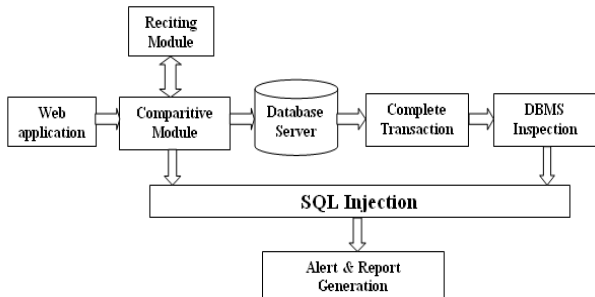 Reciting
Module
Web
application
Comparitive
Module
Database
Server
Complete
Transaction
DBMS
Inspection
SQL Injection
Alert & Report
Generation